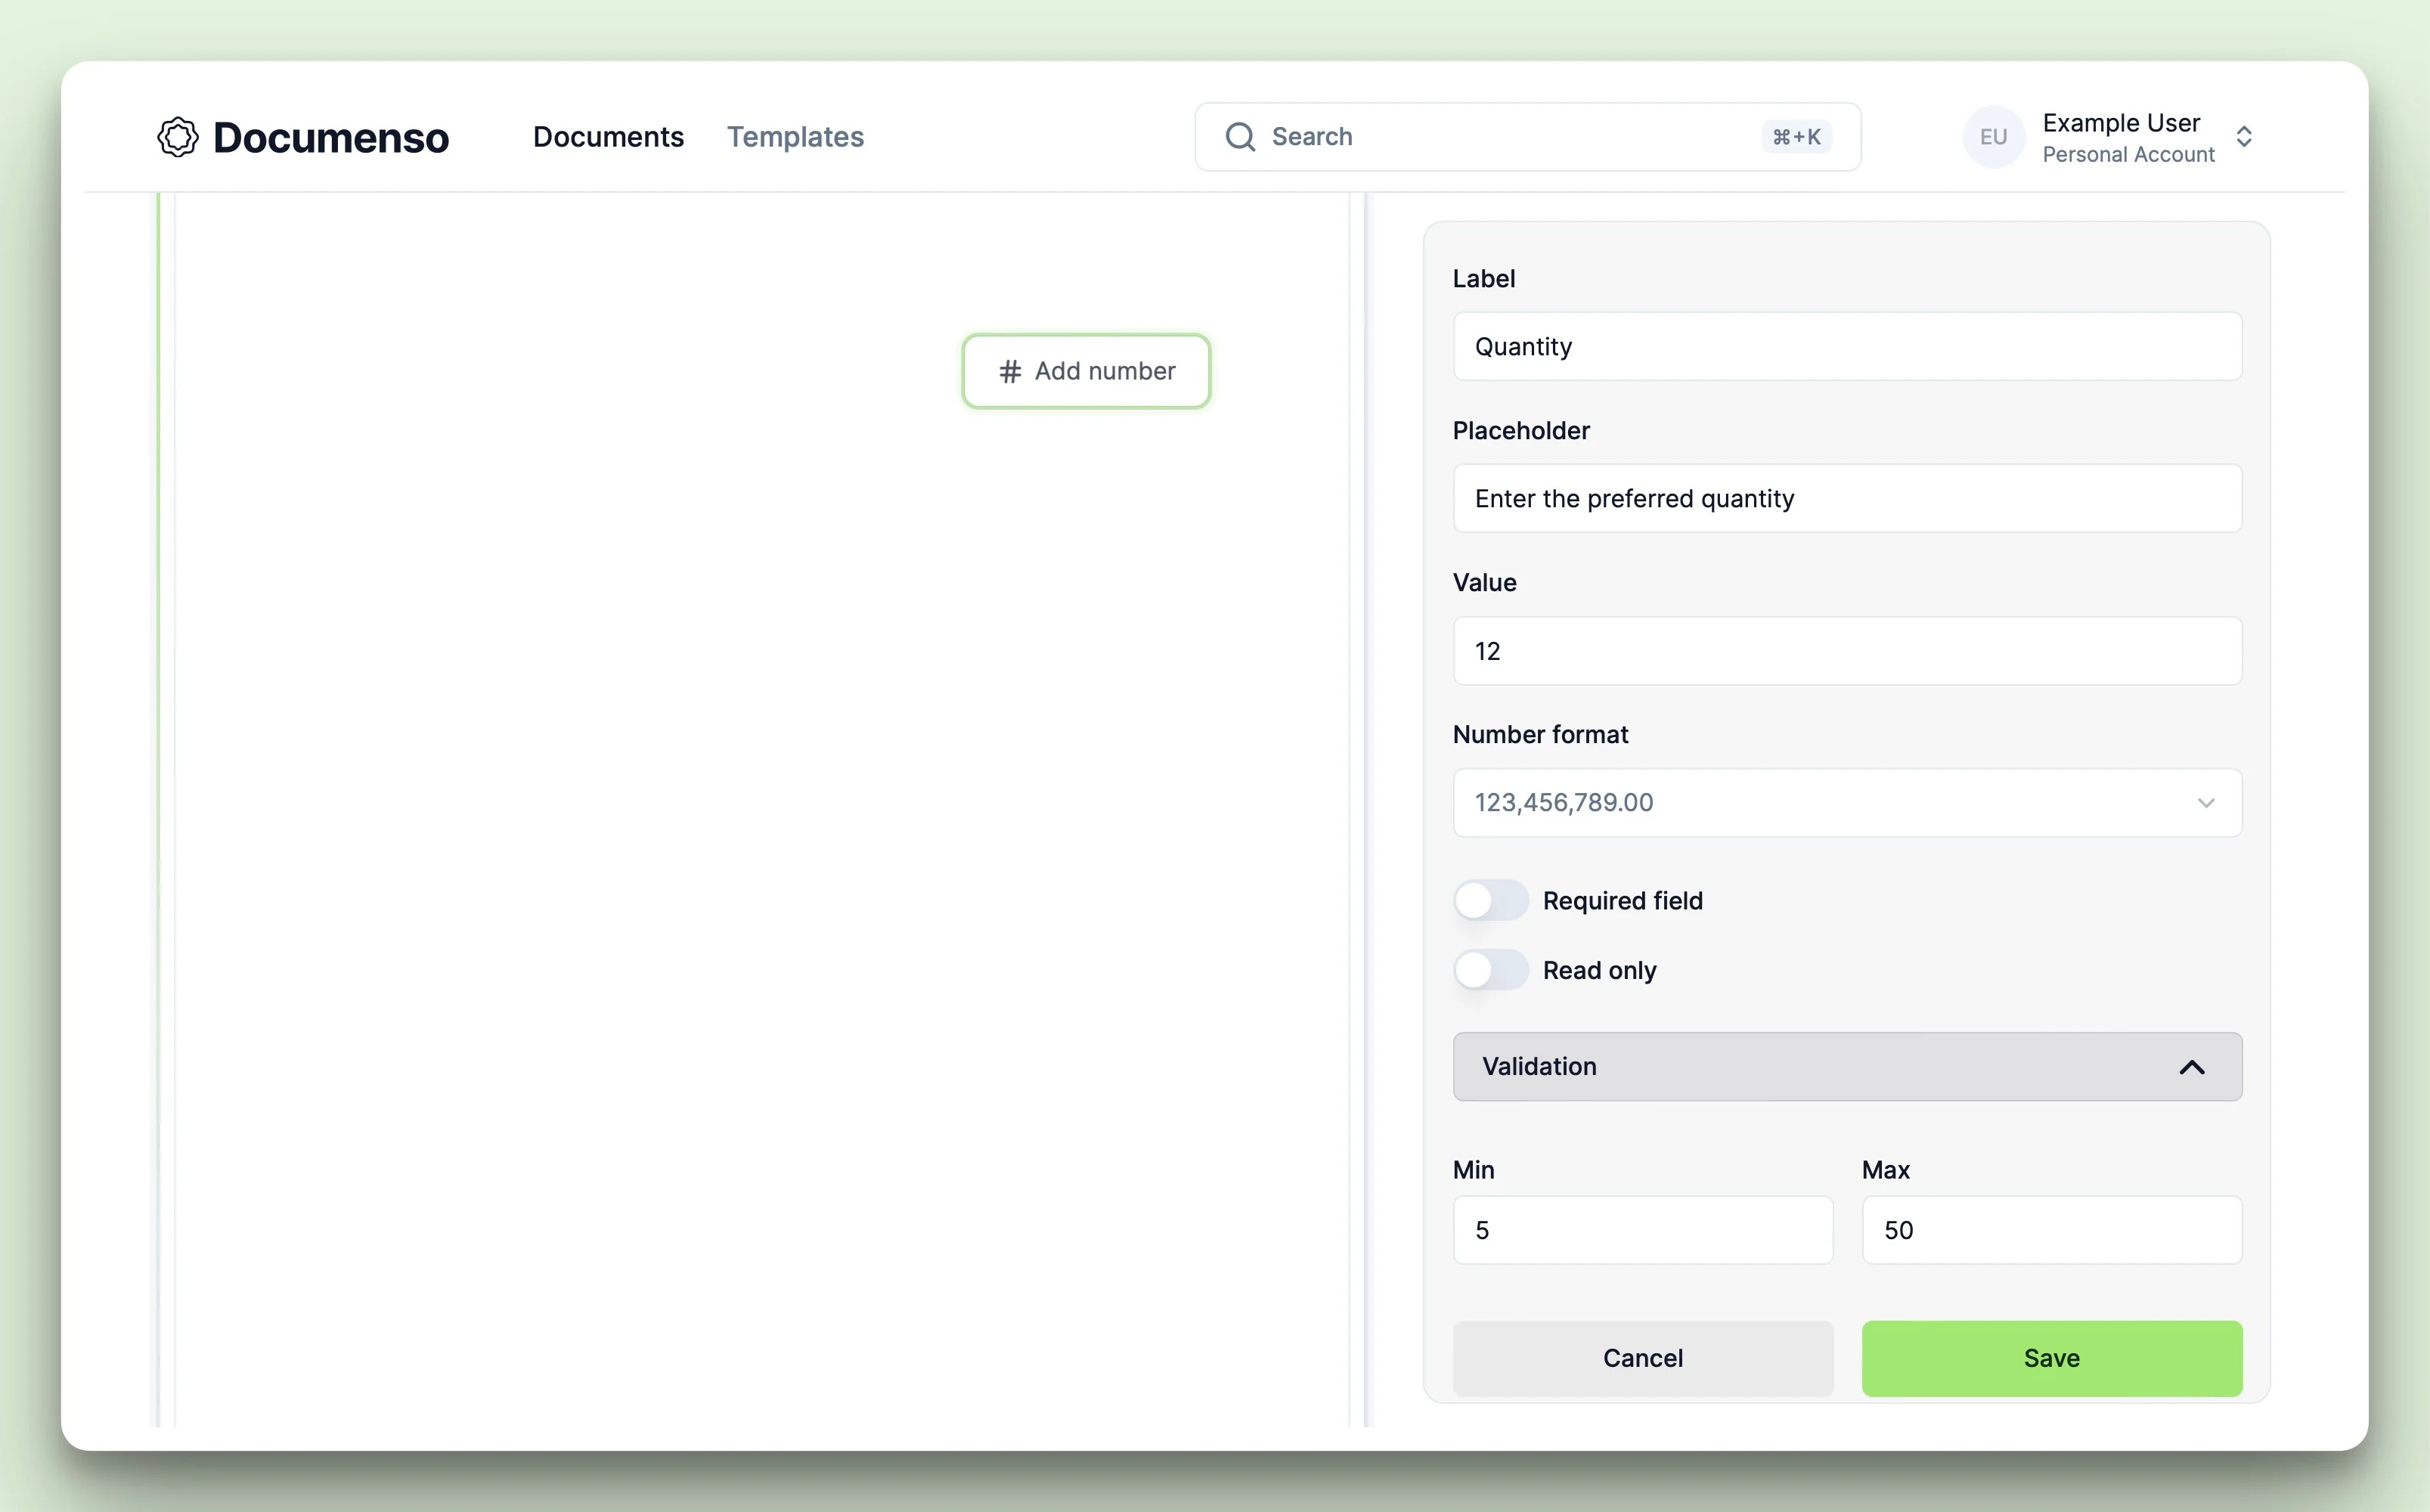 Documenso
Documents
Templates
Search
⌘+K
EU
Example User
Personal Account
# Add number
Label
Quantity
Placeholder
Enter the preferred quantity
Value
12
Number format
123,456,789.00
Required field
Read only
Validation
Min
Max
5
50
Cancel
Save